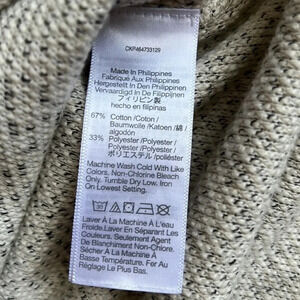 CKP464733129
Made In Philippines
Fabriqué Aux Philippines
Hergestellt In Den Philippinen
Vervaardigd In De Filippijnen
フィリピン製
hecho en filipinas
67% Cotton /Coton /
Baumwolle /Katoen / 綿 /
algodón
33% Polyester /Polyester /
Polyester /Polyester /
ポリエステル /poliéster
Machine Wash Cold With Like
Colors, Non-Chlorine Bleach
Only. Tumble Dry Low. Iron
On Lowest Setting.
Laver À La Machine À L'Eau
Froide.Laver En Séparant Les
Couleurs. Seulement Agent
De Blanchiment Non-Chlore.
Séchage À La Machine À
Basse Température. Fer Au
Réglage Le Plus Bas.